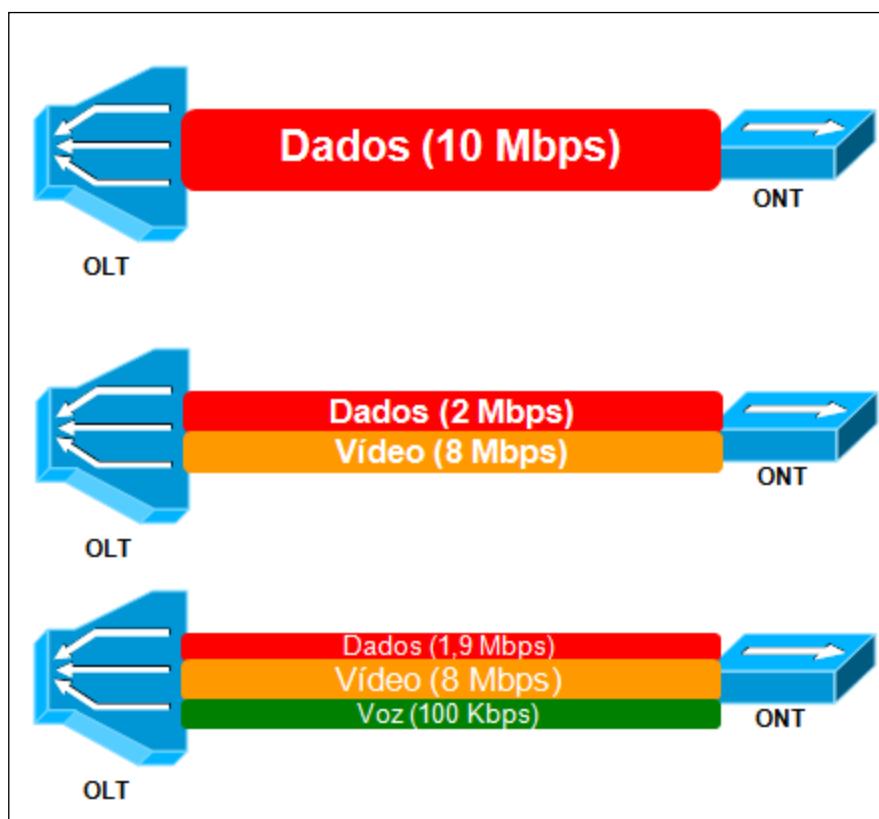 Dados (10 Mbps)
ONT
OLT
Dados (2 Mbps)
Vídeo (8 Mbps)
ONT
OLT
Dados (1,9 Mbps)
Vídeo (8 Mbps)
Voz (100 Kbps)
ONT
OLT